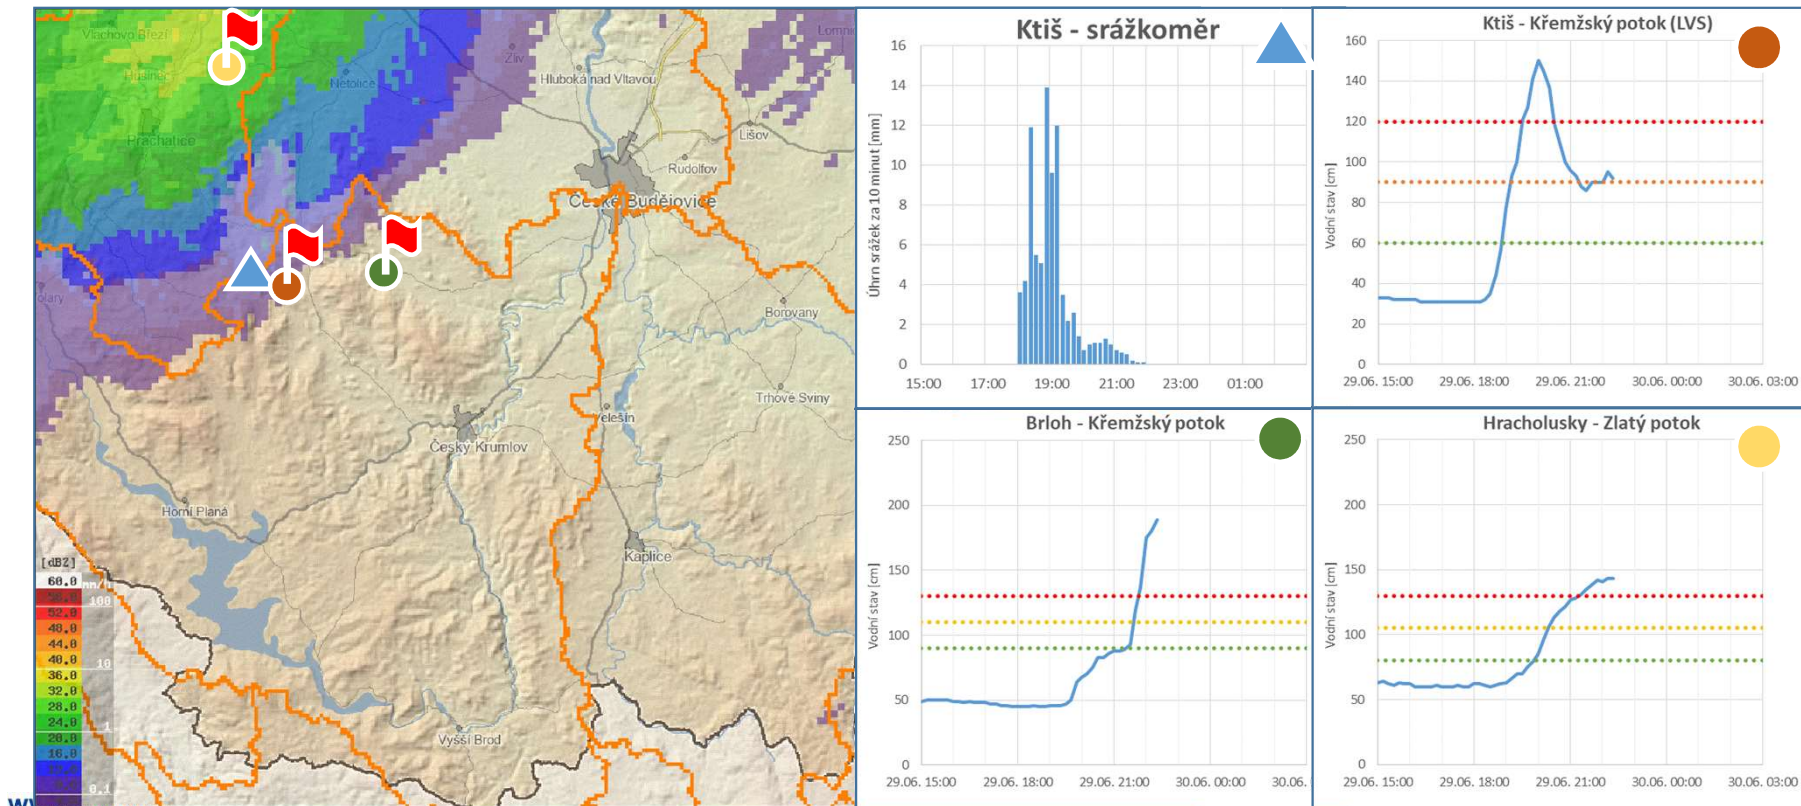 Vlachovo Březí
Husinec
Prachatice
Netolice
Zliv
Hluboká nad Vltavou
Lišov
Rudolfov
České Budějovice
Borovany
Trhové Sviny
Velešín
Český Krumlov
Horní Planá
Kaplice
Vyšší Brod
[dBZ]
60.0
mm/h
52.0
100
48.0
44.0
40.0
10
36.0
32.0
28.0
24.0
1
20.0
16.0
0.1
Ktiš - srážkoměr
Úhrn srážek za 10 minut [mm]
16
14
12
10
8
6
4
2
0
15:00 17:00 19:00 21:00 23:00 01:00
Ktiš - Křemžský potok (LVS)
Vodní stav [cm]
160
140
120
100
80
60
40
20
0
29.06. 15:00 29.06. 18:00 29.06. 21:00 30.06. 00:00 30.06. 03:00
Brloh - Křemžský potok
Vodní stav [cm]
250
200
150
100
50
0
29.06. 15:00 29.06. 18:00 29.06. 21:00 30.06. 00:00 30.06.
Hracholusky - Zlatý potok
Vodní stav [cm]
250
200
150
100
50
0
29.06. 15:00 29.06. 18:00 29.06. 21:00 30.06. 00:00 30.06. 03:00